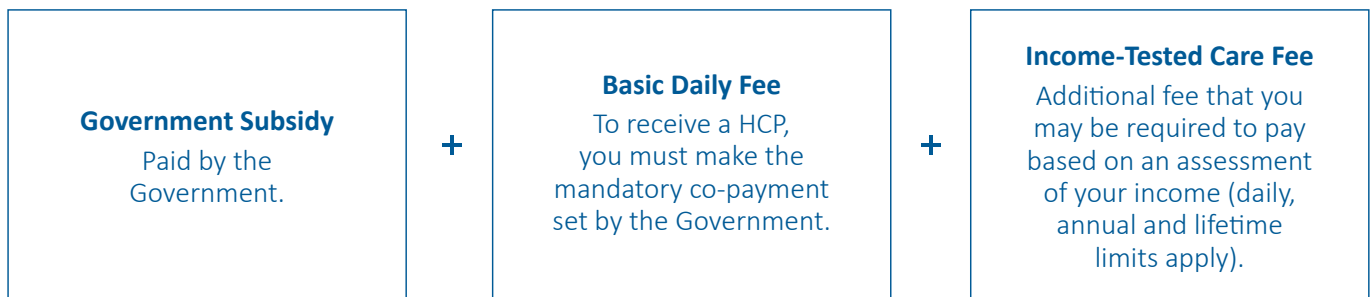 Government Subsidy
Paid by the
Government.
+
Basic Daily Fee
To receive a HCP,
you must make the
mandatory co-payment
set by the Government.
+
Income-Tested Care Fee
Additional fee that you
may be required to pay
based on an assessment
of your income (daily,
annual and lifetime
limits apply).